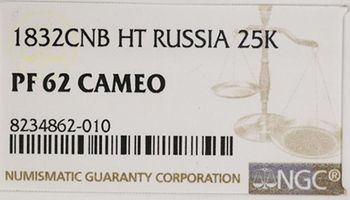 1832CNB HT RUSSIA 25K
PF 62 CAMEO
8234862-010
NUMISMATIC GUARANTY CORPORATION
NGC®